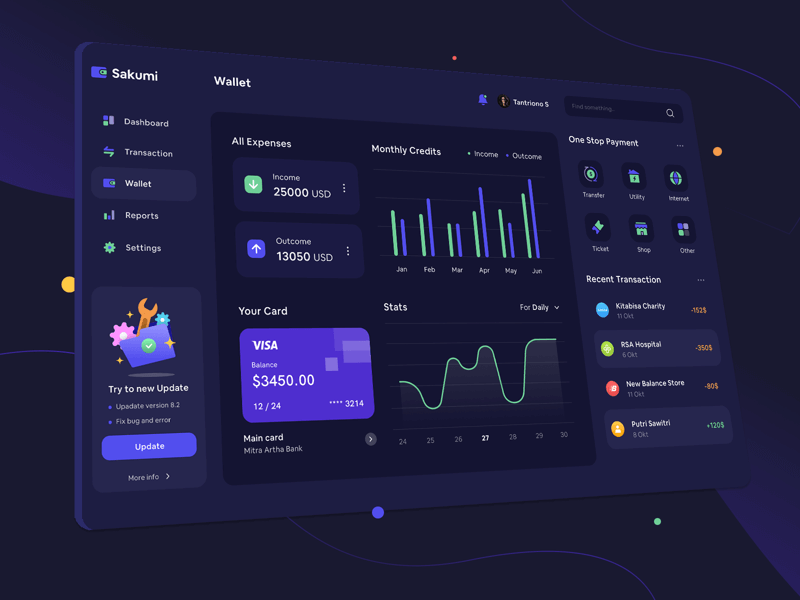 Sakumi
Dashboard
Transaction
Wallet
Reports
Settings
Try to new Update
Upadate version 8.2
Fix bug and error
Update
More info
Wallet
Tantriono S
Find something...
All Expenses
Income
25000 USD
Outcome
13050 USD
Monthly Credits
Income
Outcome
Jan Feb Mar Apr May Jun
Your Card
VISA
Balance
$3450.00
12 / 24 **** 3214
Main card
Mitra Artha Bank
Stats
For Daily
24 25 26 27 28 29 30
One Stop Payment
Transfer Utility Internet
Ticket Shop Other
Recent Transaction
Kitabisa Charity
11 Okt
-152$
RSA Hospital
6 Okt
-350$
New Balance Store
11 Okt
-80$
Putri Sawitri
8 Okt
+120$